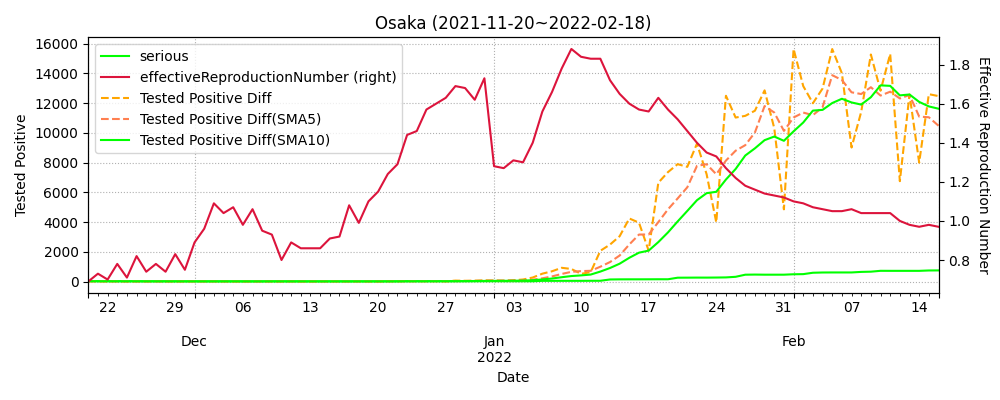 Osaka (2021-11-20~2022-02-18)
serious
effectiveReproductionNumber (right)
Tested Positive Diff
Tested Positive Diff(SMA5)
Tested Positive Diff(SMA10)
16000
14000
12000
10000
8000
6000
4000
2000
0
Tested Positive
1.8
1.6
1.4
1.2
1.0
0.8
Effective Reproduction Number
22 29 06 13 20 27 03 10 17 24 31 07 14
Dec Jan Feb
2022
Date